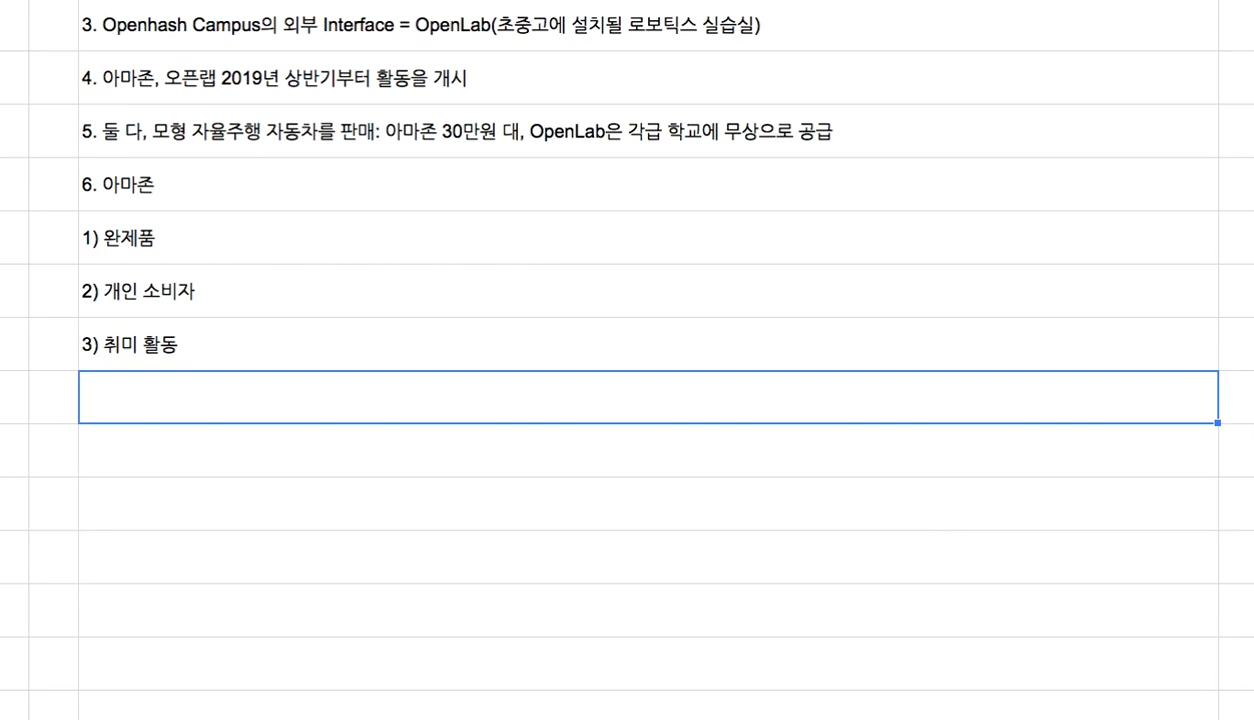 3. Openhash Campus의 외부 Interface = OpenLab(초중고에 설치될 로보틱스 실습실)
4. 아마존, 오픈랩 2019년 상반기부터 활동을 개시
5. 둘 다, 모형 자율주행 자동차를 판매: 아마존 30만원 대, OpenLab은 각급 학교에 무상으로 공급
6. 아마존
1) 완제품
2) 개인 소비자
3) 취미 활동